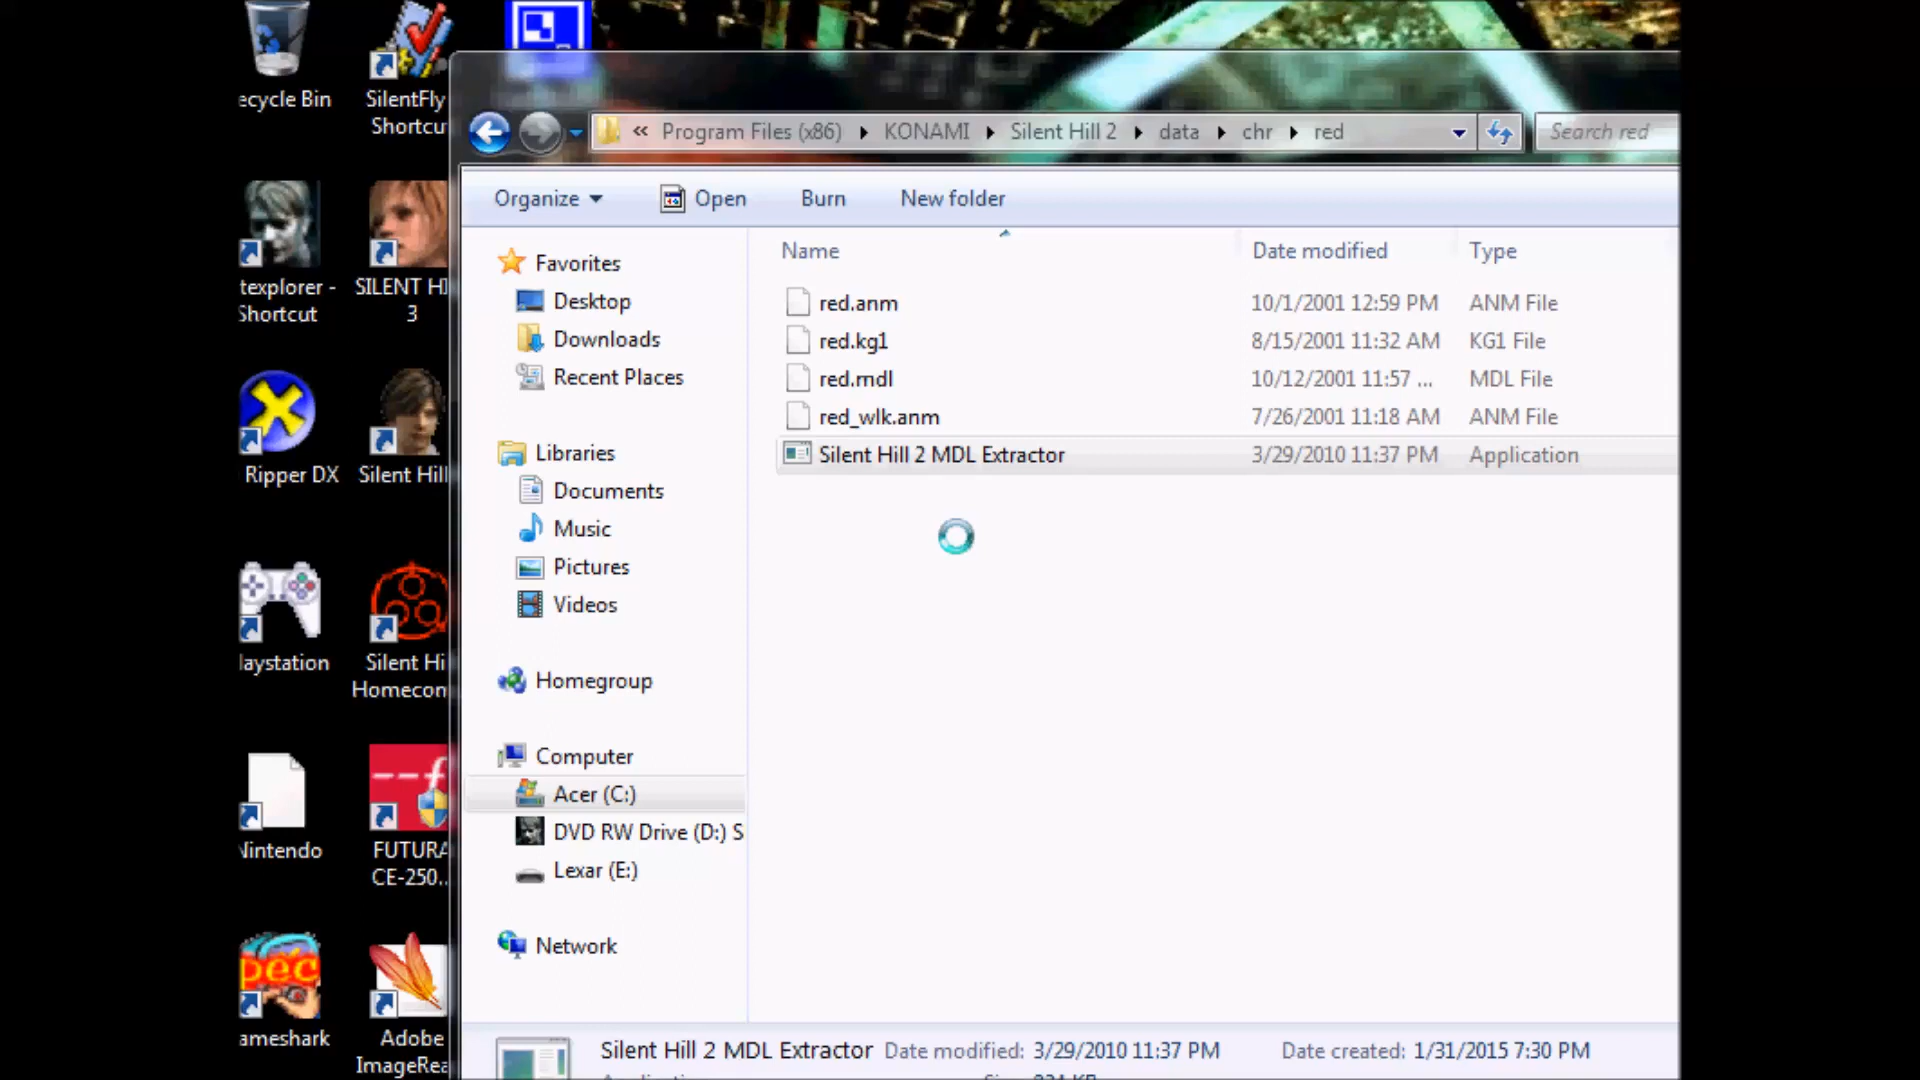 ecycle Bin
SilentFly
Shortcu
texplorer -
Shortcut
SILENT HI
3
Ripper DX
Silent Hill
laystation
Silent Hi
Homecon
Nintendo
FUTURA
CE-250..
ameshark
Adobe
ImageRea
« Program Files (x86) KONAMI Silent Hill 2 data chr red
Search red
Organize Open Burn New folder
Favorites
Desktop
Downloads
Recent Places
Libraries
Documents
Music
Pictures
Videos
Homegroup
Computer
Acer (C:)
DVD RW Drive (D:) S
Lexar (E:)
Network
Name Date modified Type
red.anm 10/1/2001 12:59 PM ANM File
red.kg1 8/15/2001 11:32 AM KG1 File
red.mdl 10/12/2001 11:57 ... MDL File
red_wlk.anm 7/26/2001 11:18 AM ANM File
Silent Hill 2 MDL Extractor 3/29/2010 11:37 PM Application
Silent Hill 2 MDL Extractor Date modified: 3/29/2010 11:37 PM Date created: 1/31/2015 7:30 PM